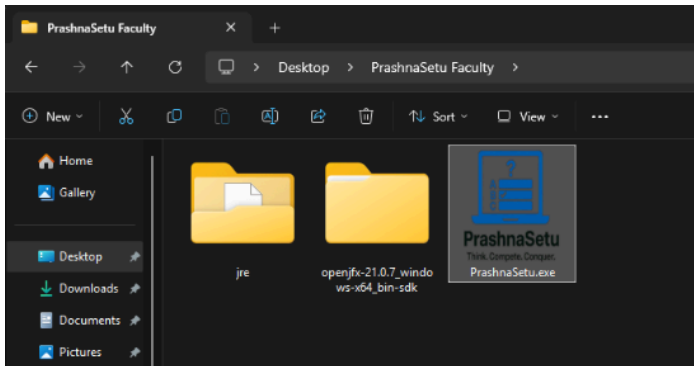 PrashnaSetu Faculty
Desktop > PrashnaSetu Faculty >
New Sort View ...
Home
Gallery
Desktop
Downloads
Documents
Pictures
jre
openjfx-21.0.7_windo
ws-x64_bin-sdk
?
A
B
C
PrashnaSetu
Think. Compete. Conquer.
PrashnaSetu.exe